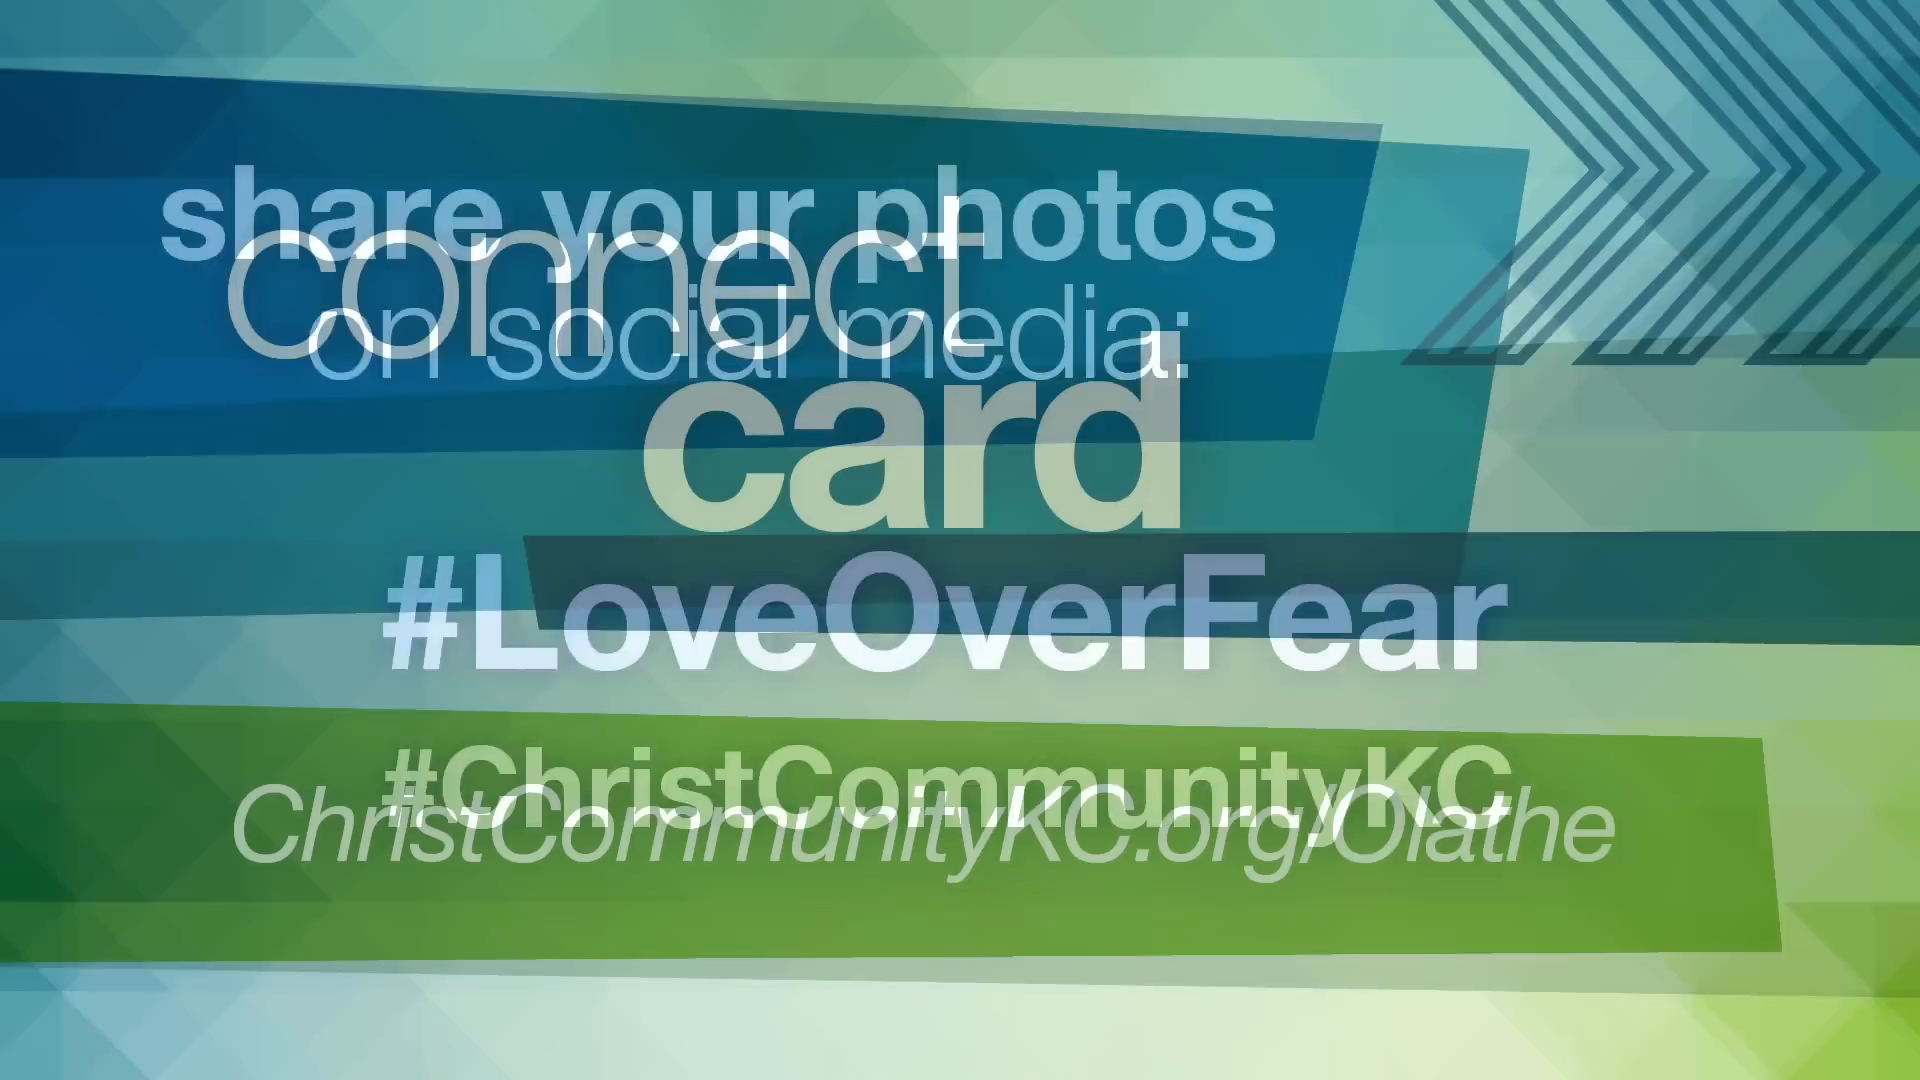 share your photos
on social media:
connect
card
#LoveOverFear
#ChristCommunityKC
ChristCommunityKC.org/Olathe